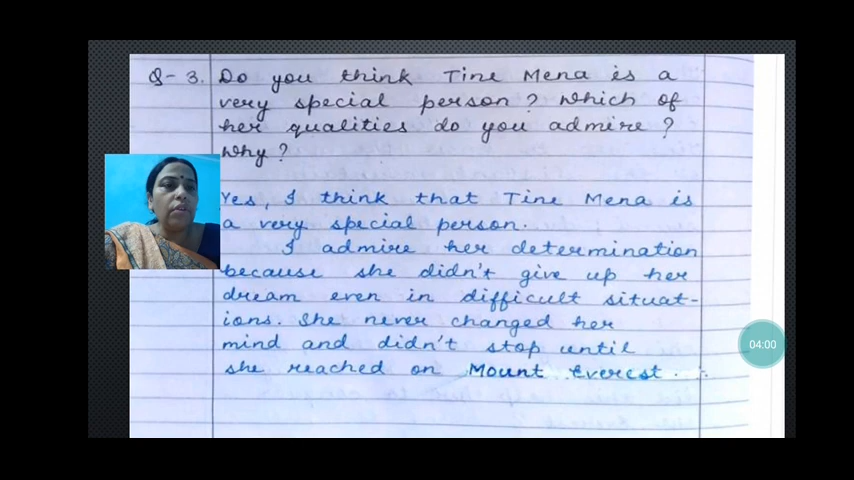 Q-3. Do you think Tine Mena is a
very special person? Which of
her qualities do you admire?
Why?
Yes, I think that Tine Mena is
a very special person.
I admire her determination
because she didn't give up her
dream even in difficult situat-
ions. She never changed her
mind and didn't stop until
she reached on Mount Everest.
04:00